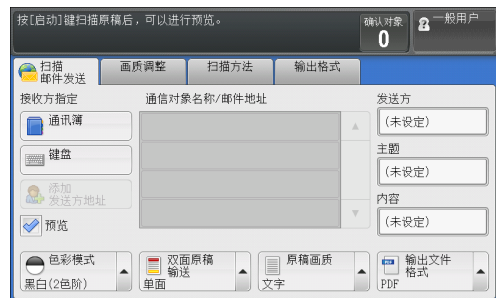 按[启动]键扫描原稿后，可以进行预览。
确认对象
0
一般用户
扫描
邮件发送
画质调整
扫描方法
输出格式
接收方指定
通信对象名称/邮件地址
发送方
通讯簿
(未设定)
键盘
主题
(未设定)
添加
发送方地址
内容
预览
(未设定)
色彩模式
黑白(2色阶)
双面原稿
输送
单面
原稿画质
文字
输出文件
格式
PDF